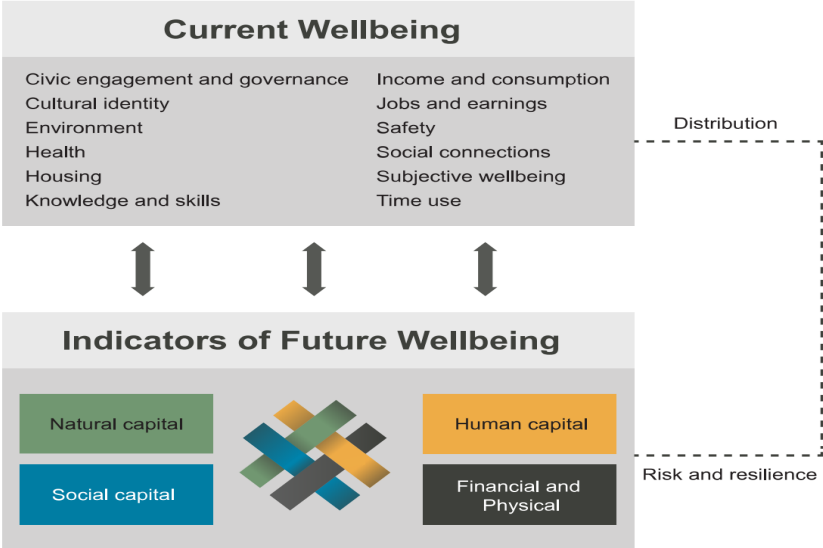 Current Wellbeing
Civic engagement and governance
Cultural identity
Environment
Health
Housing
Knowledge and skills
Income and consumption
Jobs and earnings
Safety
Social connections
Subjective wellbeing
Time use
Distribution
Indicators of Future Wellbeing
Natural capital
Social capital
Human capital
Financial and
Physical
Risk and resilience